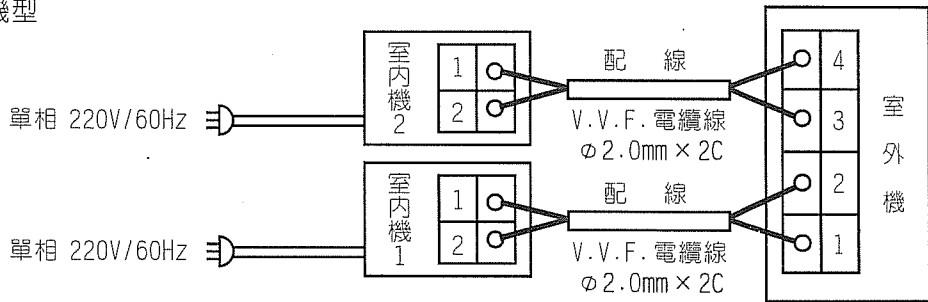 機型
單相 220V/60Hz
室內機2
1
2
配 線
V.V.F.電纜線
φ2.0mm×2C
4
3
2
1
室外機
單相 220V/60Hz
室內機1
1
2
配 線
V.V.F.電纜線
φ2.0mm×2C